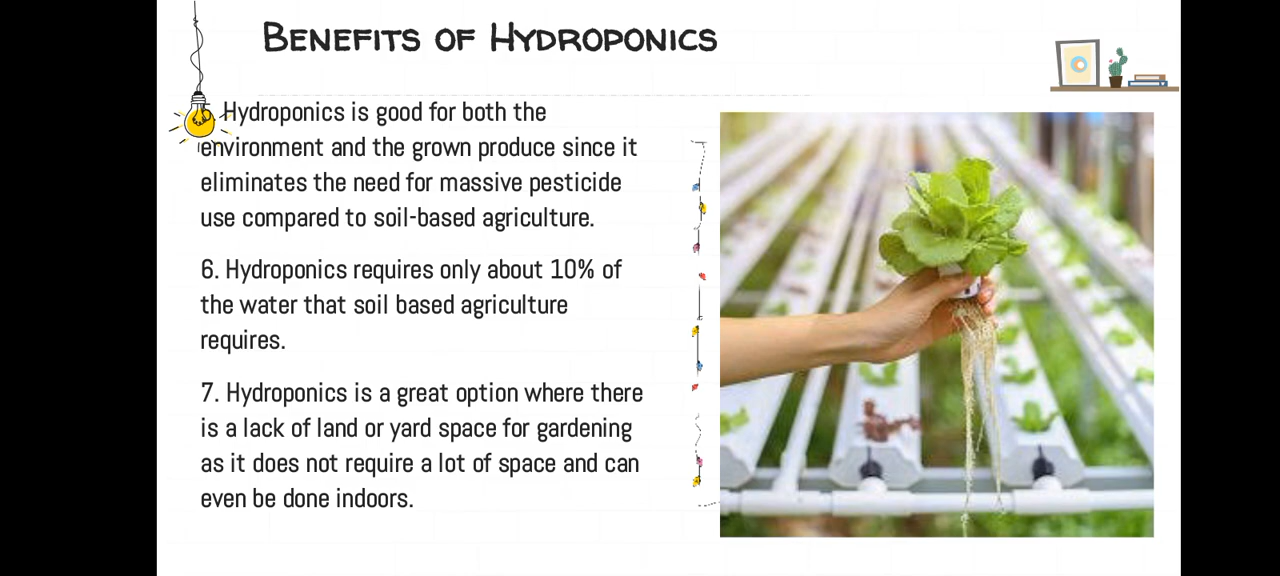 Benefits of Hydroponics
Hydroponics is good for both the
environment and the grown produce since it
eliminates the need for massive pesticide
use compared to soil-based agriculture.
6. Hydroponics requires only about 10% of
the water that soil based agriculture
requires.
7. Hydroponics is a great option where there
is a lack of land or yard space for gardening
as it does not require a lot of space and can
even be done indoors.